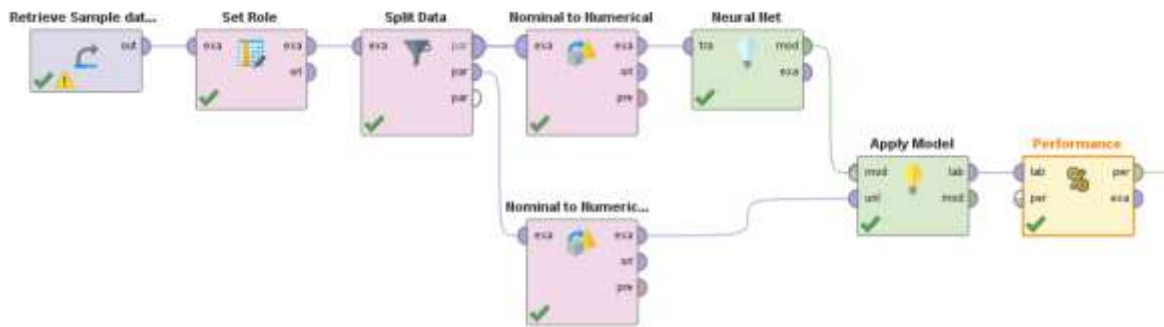 Retrieve Sample dat...
out
Set Role
exa
exa
ori
Split Data
exa
par
par
par
Nominal to Numerical
exa
exa
ori
pre
Neural Net
tra
mod
exa
Nominal to Numeric...
exa
exa
ori
pre
Apply Model
mod
lab
unl
mod
Performance
lab
per
per
exa